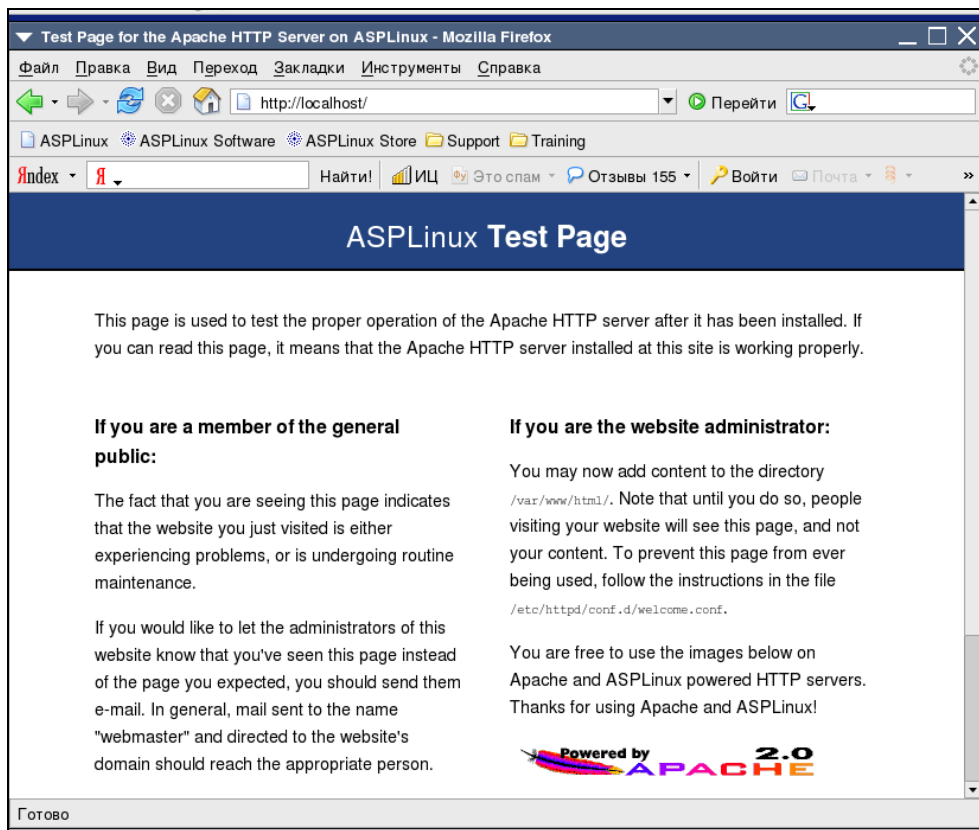 Test Page for the Apache HTTP Server on ASPLinux - Mozilla Firefox
Файл Правка Вид Переход Закладки Инструменты Справка
http://localhost/ Перейти G
ASPLinux ASPLinux Software ASPLinux Store Support Training
Яndex Я Найти! ИЦ Это спам Отзывы 155 Войти Почта »
ASPLinux Test Page
This page is used to test the proper operation of the Apache HTTP server after it has been installed. If
you can read this page, it means that the Apache HTTP server installed at this site is working properly.
If you are a member of the general
public:
The fact that you are seeing this page indicates
that the website you just visited is either
experiencing problems, or is undergoing routine
maintenance.
If you would like to let the administrators of this
website know that you've seen this page instead
of the page you expected, you should send them
e-mail. In general, mail sent to the name
"webmaster" and directed to the website's
domain should reach the appropriate person.
If you are the website administrator:
You may now add content to the directory
/var/www/html/. Note that until you do so, people
visiting your website will see this page, and not
your content. To prevent this page from ever
being used, follow the instructions in the file
/etc/httpd/conf.d/welcome.conf.
You are free to use the images below on
Apache and ASPLinux powered HTTP servers.
Thanks for using Apache and ASPLinux!
Powered by 2.0
APACHE
Готово